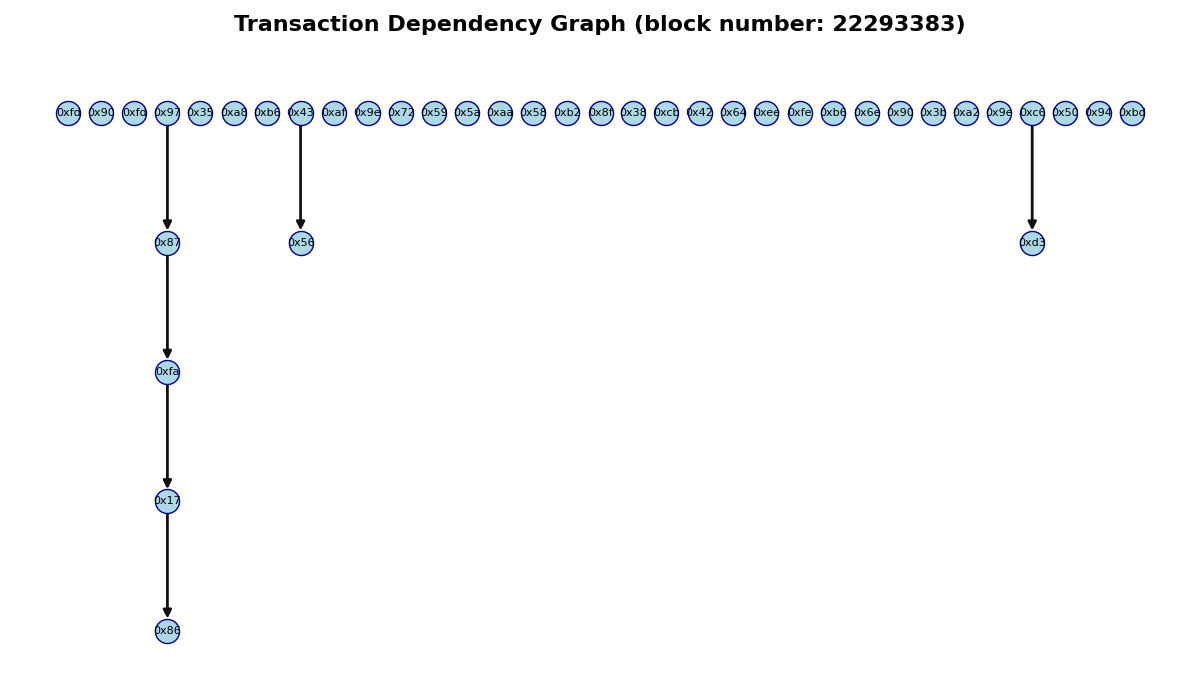 Transaction Dependency Graph (block number: 22293383)
0xfd 0x90 0xfd 0x97 0x35 0xa8 0xb6 0x43 0xaf 0x9e 0x72 0x59 0x5a 0xaa 0x58 0xb2 0x8f 0x38 0xcb 0x42 0x64 0xee 0xfe 0xb6 0x6e 0x90 0x3b 0xa2 0x9e 0xc6 0x50 0x94 0xbd
0x87 0x56 0xd3
0xfa
0x17
0x86